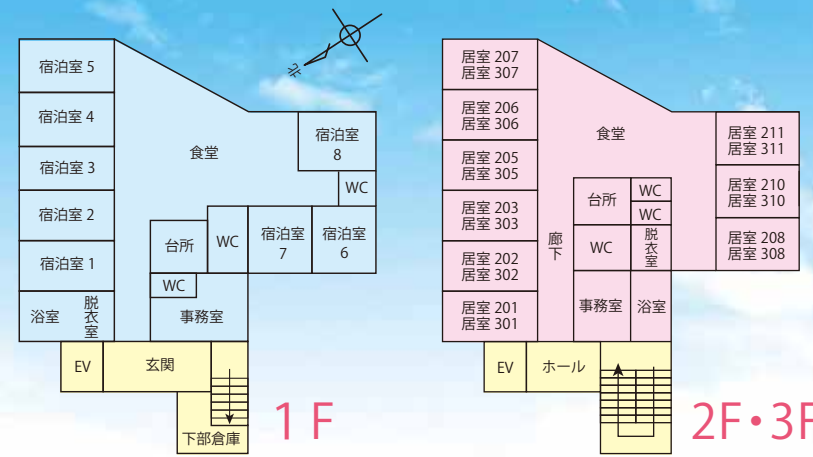 北
宿泊室 5
宿泊室 4
宿泊室 3
宿泊室 2
宿泊室 1
浴室
脱衣室
食堂
宿泊室
8
WC
台所
WC
宿泊室
7
宿泊室
6
WC
事務室
EV
玄関
下部倉庫
1 F
居室 207
居室 307
居室 206
居室 306
居室 205
居室 305
居室 203
居室 303
居室 202
居室 302
居室 201
居室 301
食堂
廊下
台所
WC
WC
WC
脱衣室
事務室
浴室
居室 211
居室 311
居室 210
居室 310
居室 208
居室 308
EV
ホール
2F・3F